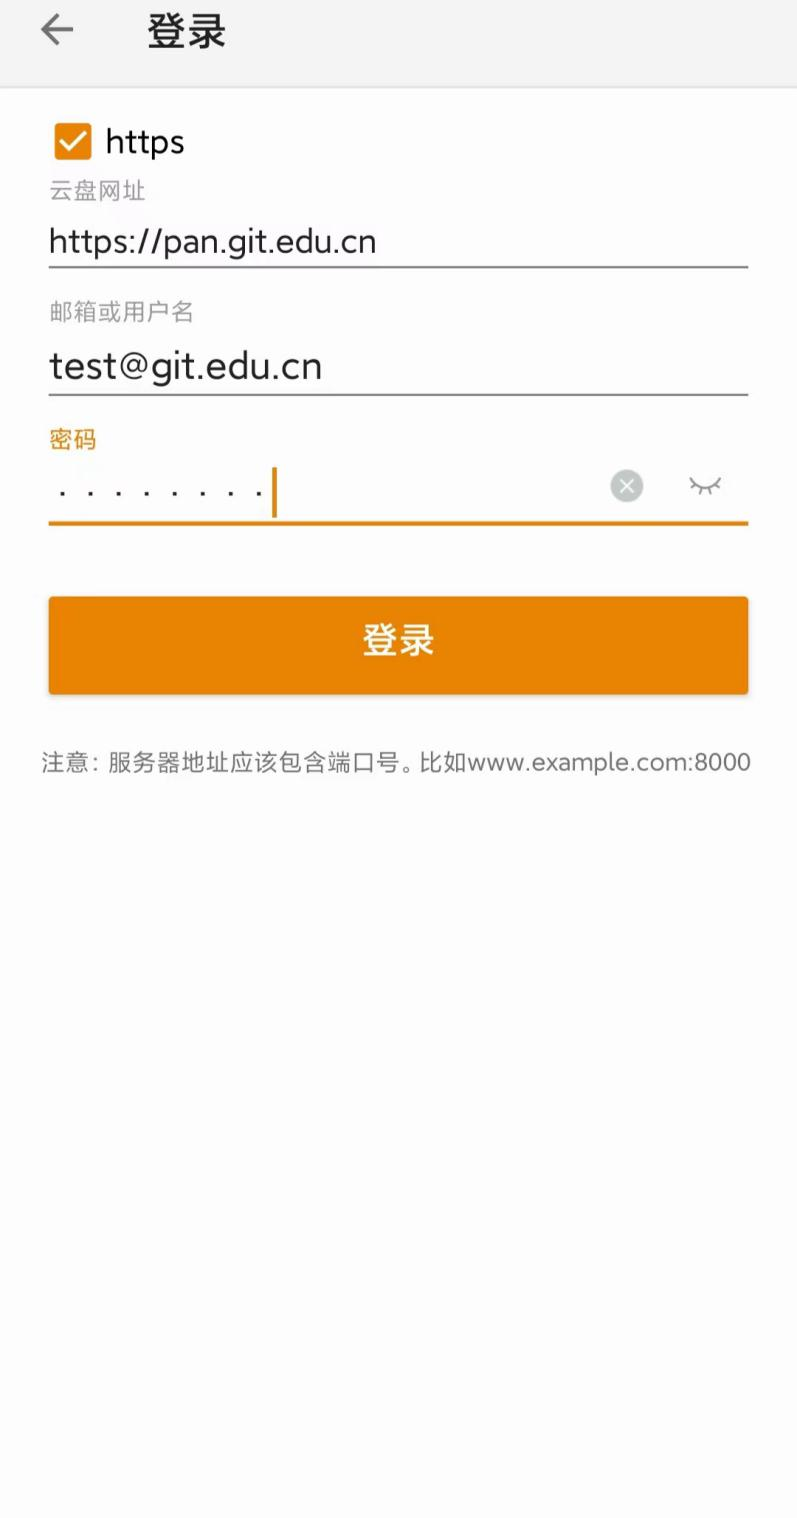 登录
https
云盘网址
https://pan.git.edu.cn
邮箱或用户名
test@git.edu.cn
密码
········
登录
注意：服务器地址应该包含端口号。比如www.example.com:8000